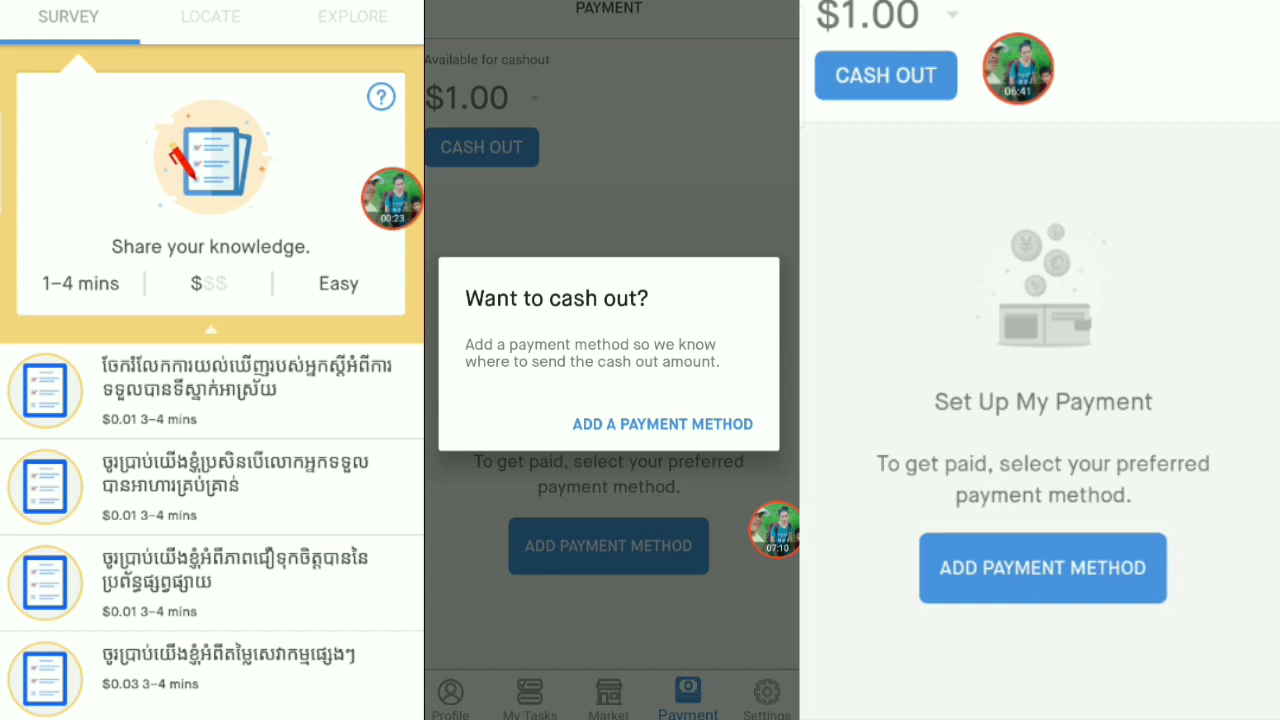 SURVEY
LOCATE
EXPLORE
?
00:23
Share your knowledge.
1–4 mins
$$$
Easy
ចែករំលែកការយល់ឃើញរបស់អ្នកស្តីអំពីការ
ទទួលបានទីស្នាក់អាស្រ័យ
$0.01 3–4 mins
ចូរប្រាប់យើងខ្ញុំប្រសិនបើលោកអ្នកទទួល
បានអាហារគ្រប់គ្រាន់
$0.01 3–4 mins
ចូរប្រាប់យើងខ្ញុំអំពីភាពជឿទុកចិត្តបាននៃ
ប្រព័ន្ធផ្សព្វផ្សាយ
$0.01 3–4 mins
ចូរប្រាប់យើងខ្ញុំអំពីតម្លៃសេវាកម្មផ្សេងៗ
$0.03 3–4 mins
PAYMENT
Available for cashout
$1.00
CASH OUT
Want to cash out?
Add a payment method so we know
where to send the cash out amount.
ADD A PAYMENT METHOD
To get paid, select your preferred
payment method.
ADD PAYMENT METHOD
07:10
Profile
My Tasks
Market
Payment
Settings
$1.00
CASH OUT
06:41
Set Up My Payment
To get paid, select your preferred
payment method.
ADD PAYMENT METHOD